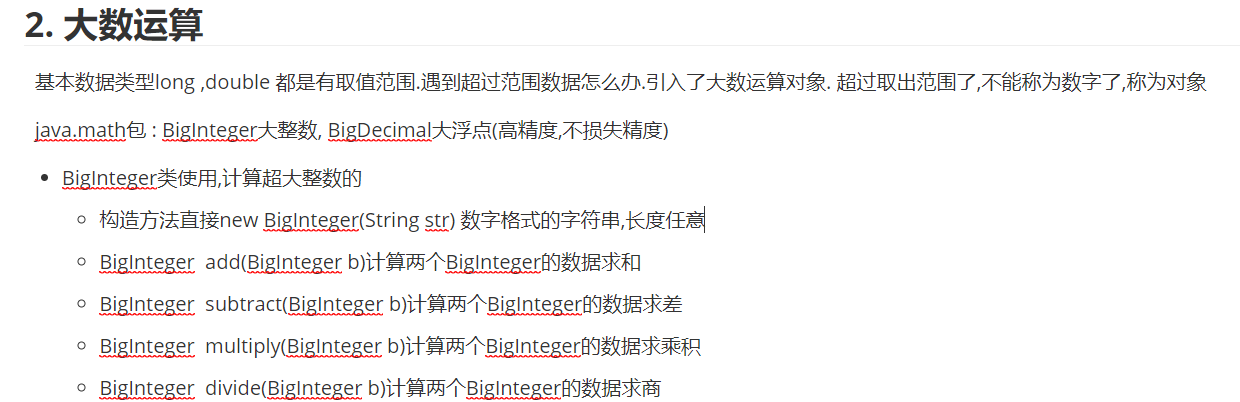 2. 大数运算
基本数据类型long ,double 都是有取值范围.遇到超过范围数据怎么办.引入了大数运算对象. 超过取出范围了,不能称为数字了,称为对象
java.math包 : BigInteger大整数, BigDecimal大浮点(高精度,不损失精度)
BigInteger类使用,计算超大整数的
构造方法直接new BigInteger(String str) 数字格式的字符串,长度任意
BigInteger  add(BigInteger b)计算两个BigInteger的数据求和
BigInteger  subtract(BigInteger b)计算两个BigInteger的数据求差
BigInteger  multiply(BigInteger b)计算两个BigInteger的数据求乘积
BigInteger  divide(BigInteger b)计算两个BigInteger的数据求商